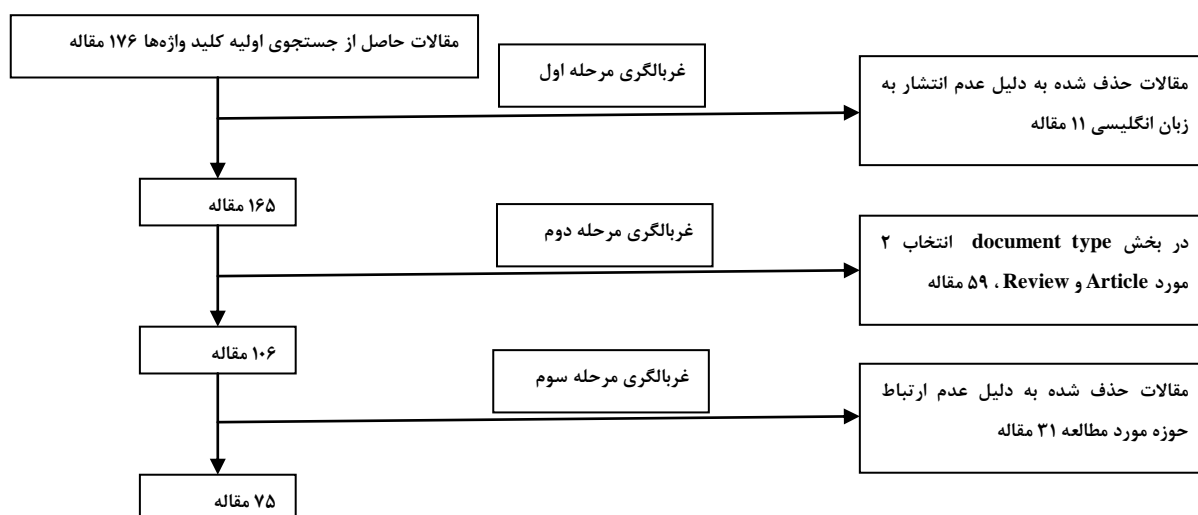 مقالات حاصل از جستجوی اولیه کلید واژه‌ها ۱۷۶ مقاله
غربالگری مرحله اول
مقالات حذف شده به دلیل عدم انتشار به
زبان انگلیسی ۱۱ مقاله
۱۶۵ مقاله
غربالگری مرحله دوم
در بخش document type انتخاب ۲
مورد Article و Review ، ۵۹ مقاله
۱۰۶ مقاله
غربالگری مرحله سوم
مقالات حذف شده به دلیل عدم ارتباط
حوزه مورد مطالعه ۳۱ مقاله
۷۵ مقاله